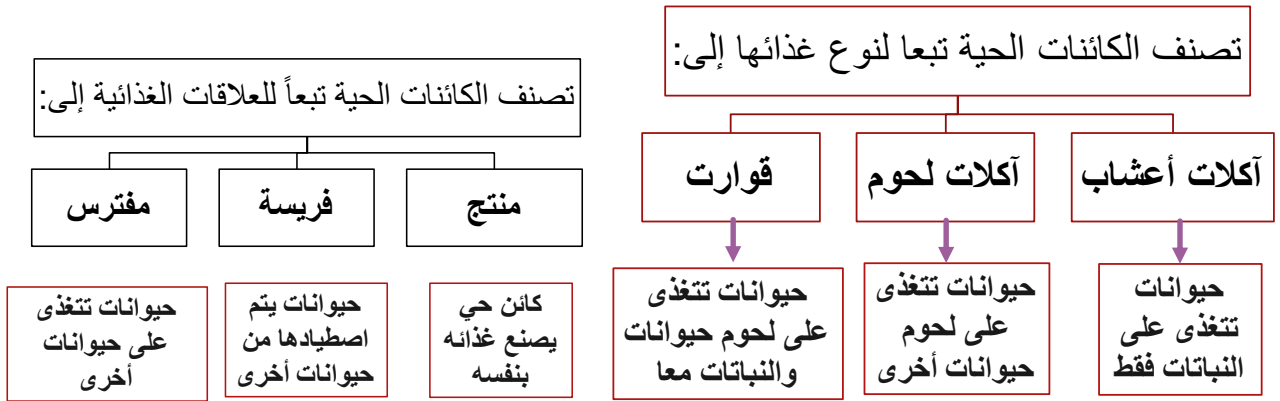 تصنف الكائنات الحية تبعا لنوع غذائها إلى:
آكلات أعشاب
آكلات لحوم
قوارت
حيوانات
تتغذى على
النباتات فقط
حيوانات تتغذى
على لحوم
حيوانات أخرى
حيوانات تتغذى
على لحوم حيوانات
والنباتات معا
تصنف الكائنات الحية تبعاً للعلاقات الغذائية إلى:
منتج
فريسة
مفترس
كائن حي
يصنع غذائه
بنفسه
حيوانات يتم
اصطيادها من
حيوانات أخرى
حيوانات تتغذى
على حيوانات
أخرى